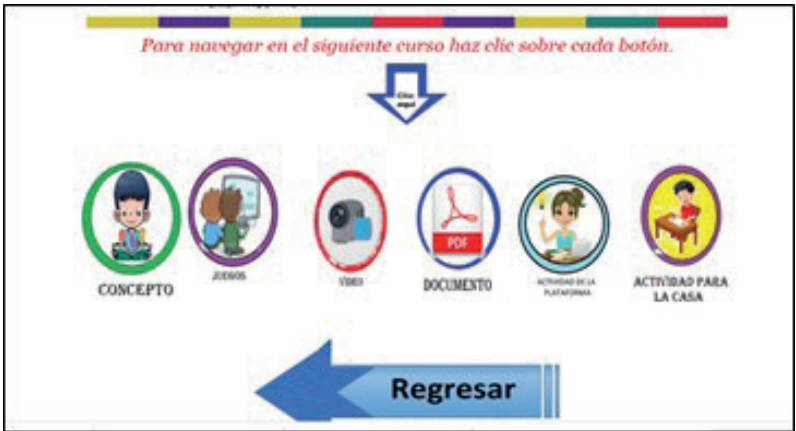 Para navegar en el siguiente curso haz clic sobre cada botón.
Clic
aquí
CONCEPTO
JUEGOS
VIDEO
PDF
DOCUMENTO
ACTIVIDAD DE LA
PLATAFORMA
ACTIVIDAD PARA
LA CASA
Regresar